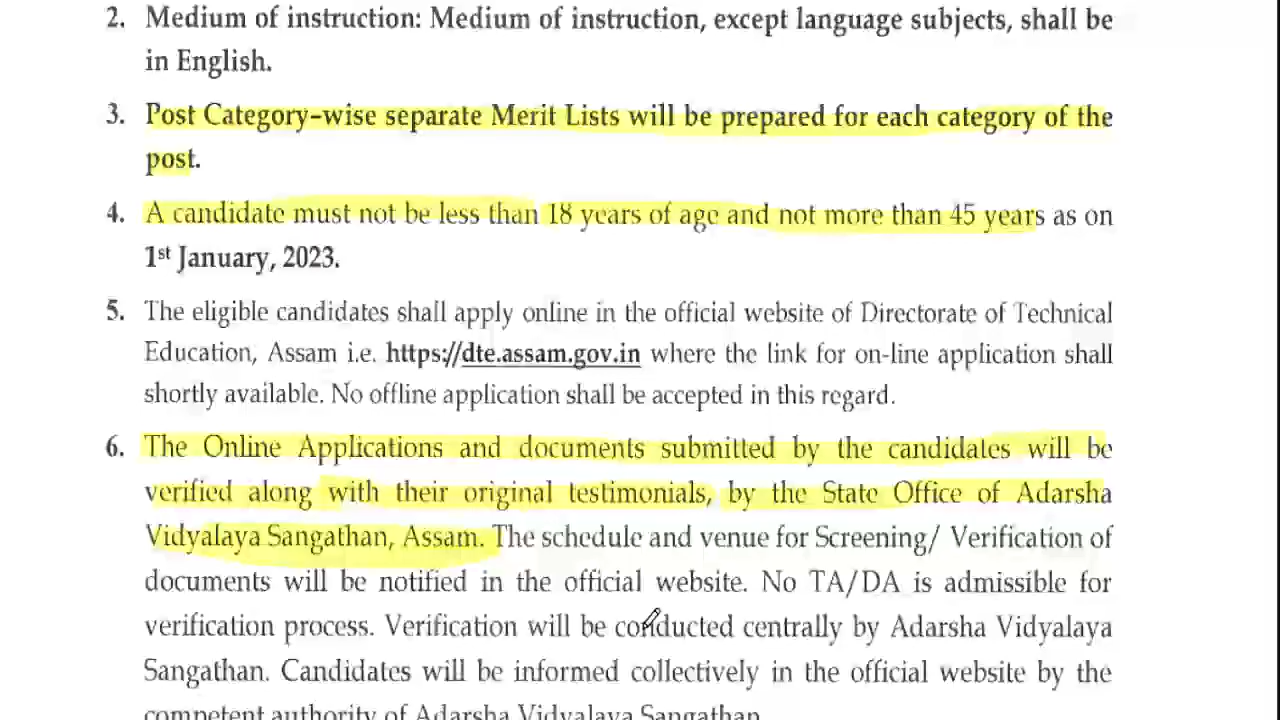 2. Medium of instruction: Medium of instruction, except language subjects, shall be
in English.
3. Post Category-wise separate Merit Lists will be prepared for each category of the
post.
4. A candidate must not be less than 18 years of age and not more than 45 years as on
1st January, 2023.
5. The eligible candidates shall apply online in the official website of Directorate of Technical
Education, Assam i.e. https://dte.assam.gov.in where the link for on-line application shall
shortly available. No offline application shall be accepted in this regard.
6. The Online Applications and documents submitted by the candidates will be
verified along with their original testimonials, by the State Office of Adarsha
Vidyalaya Sangathan, Assam. The schedule and venue for Screening/ Verification of
documents will be notified in the official website. No TA/DA is admissible for
verification process. Verification will be conducted centrally by Adarsha Vidyalaya
Sangathan. Candidates will be informed collectively in the official website by the
competent authority of Adarsha Vidyalaya Sangathan.